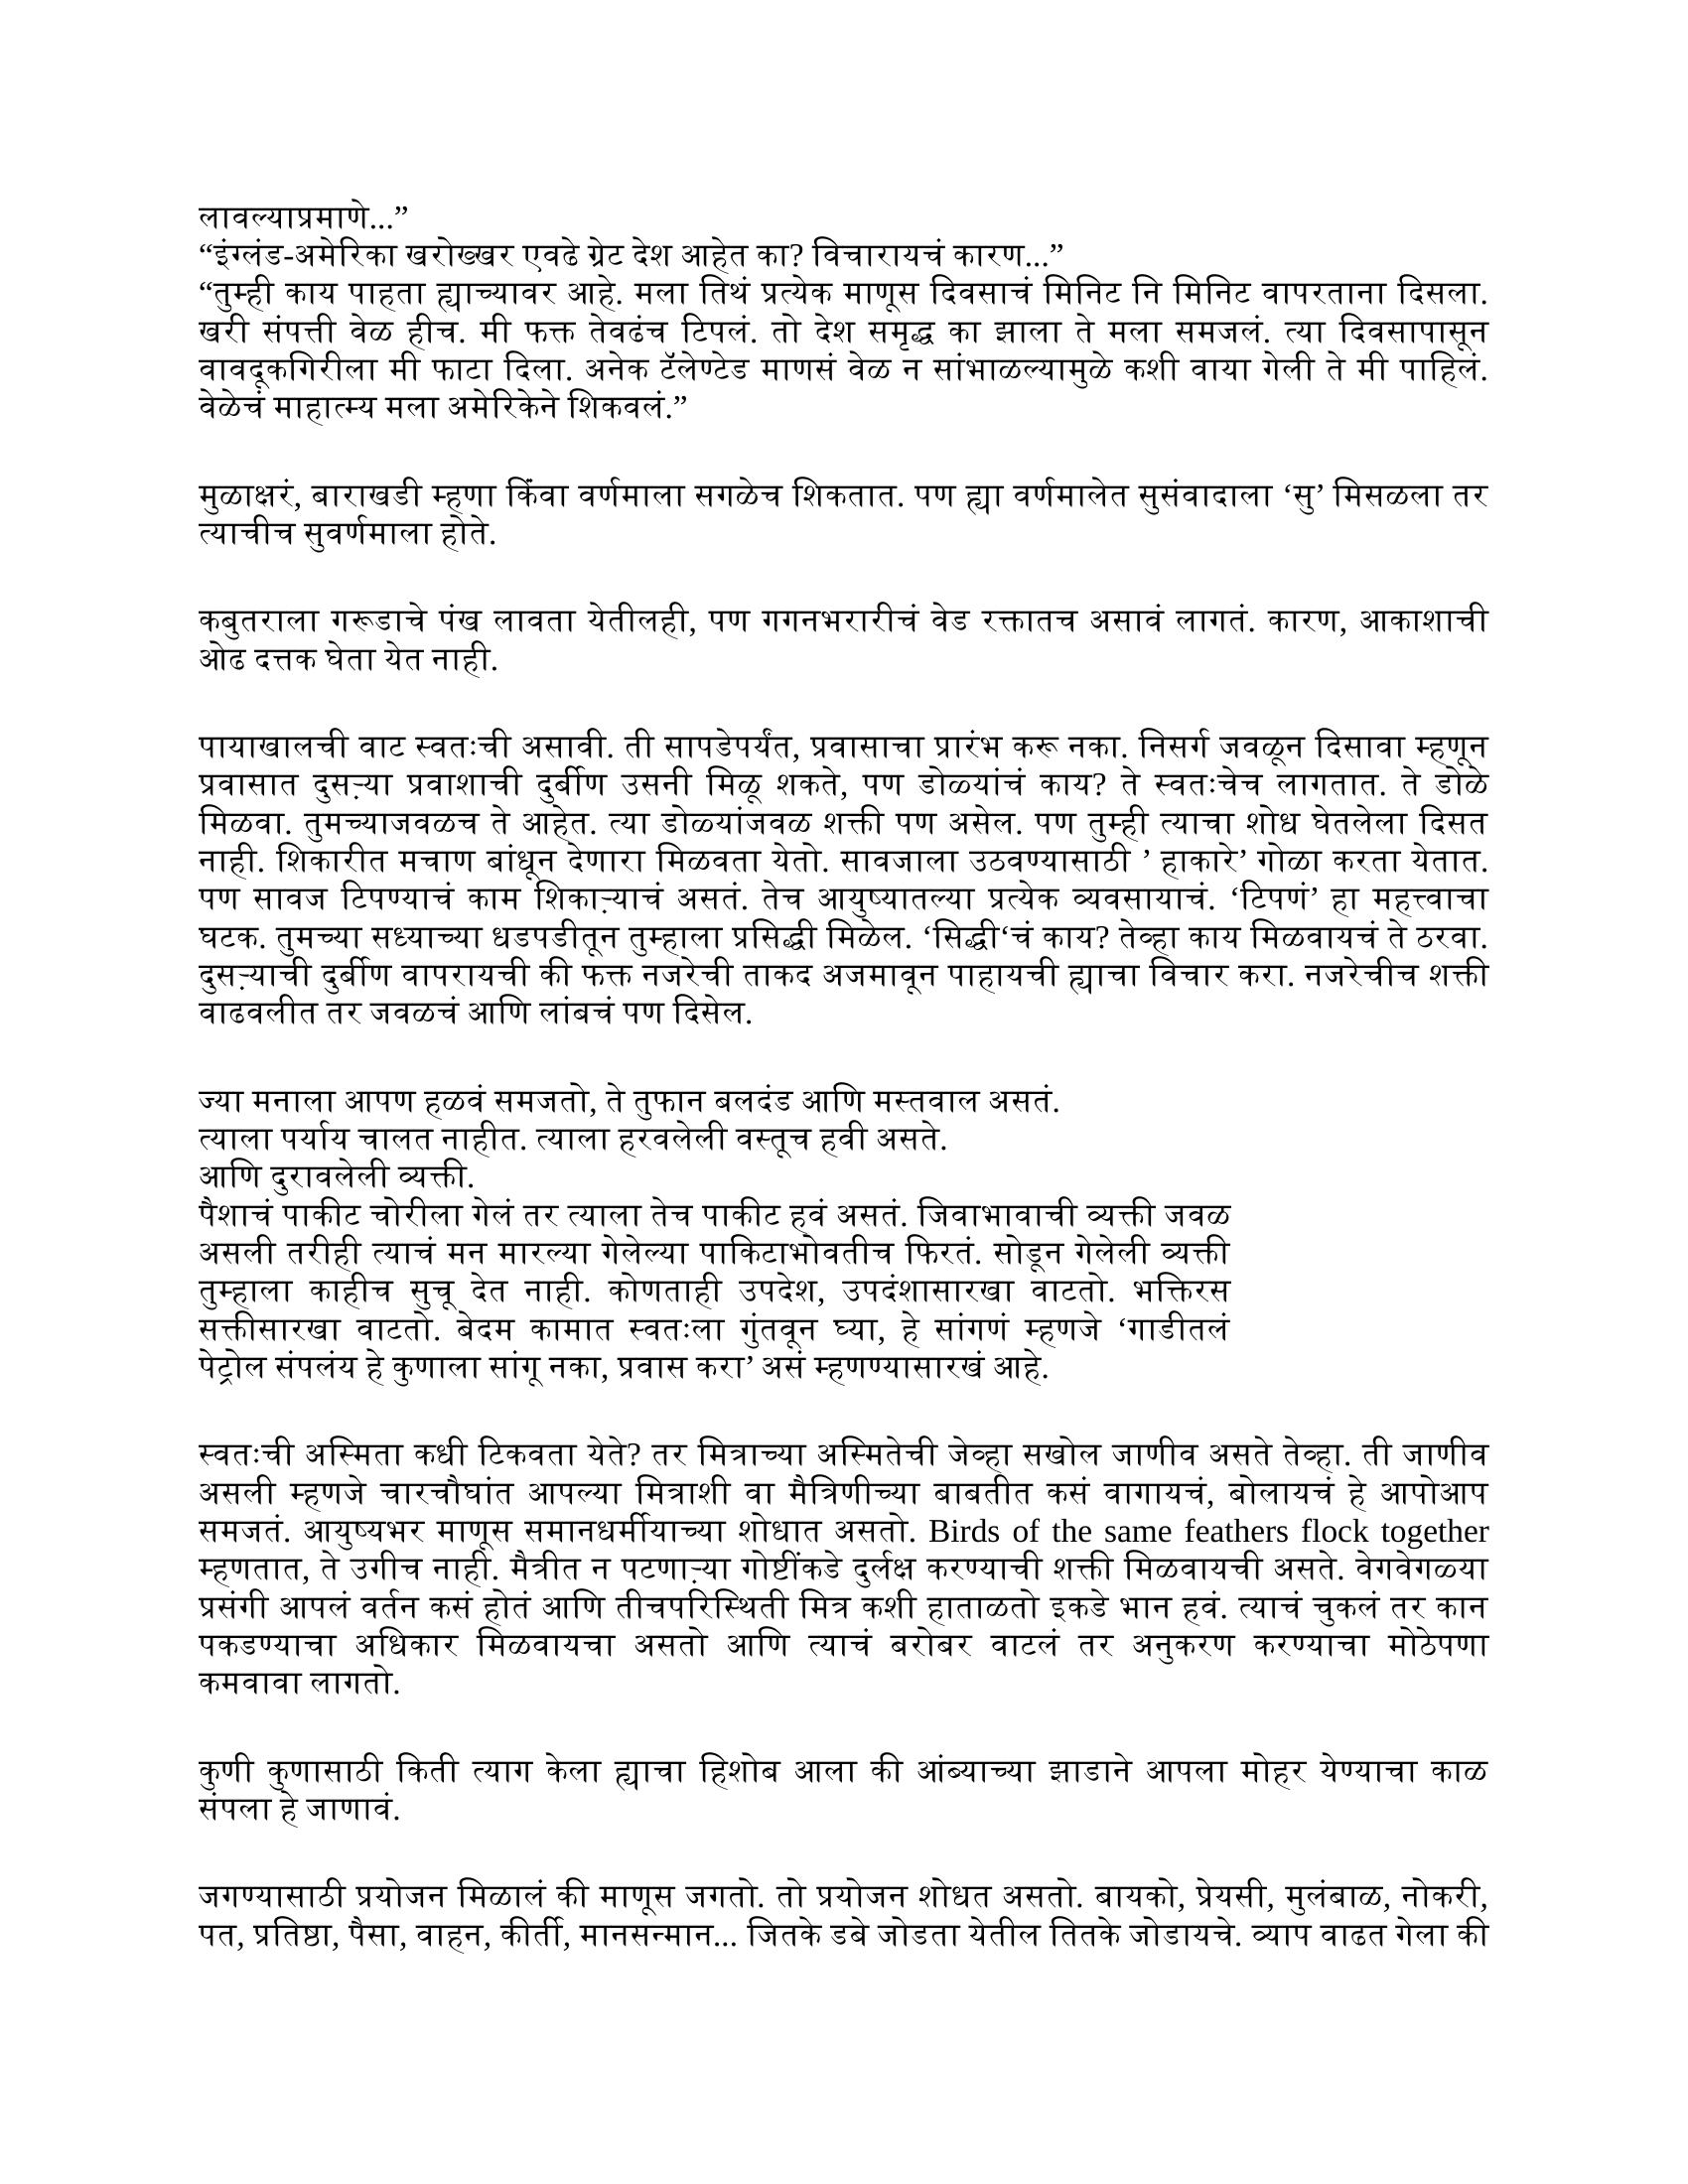 लावल्याप्रमाणे...”
“इंग्लंड-अमेरिका खरोख्खर एवढे ग्रेट देश आहेत का? विचारायचं कारण...”
“तुम्ही काय पाहता ह्याच्यावर आहे. मला तिथं प्रत्येक माणूस दिवसाचं मिनिट नि मिनिट वापरताना दिसला.
खरी संपत्ती वेळ हीच. मी फक्त तेवढंच टिपलं. तो देश समृद्ध का झाला ते मला समजलं. त्या दिवसापासून
वावदूकगिरीला मी फाटा दिला. अनेक टॅलेण्टेड माणसं वेळ न सांभाळल्यामुळे कशी वाया गेली ते मी पाहिलं.
वेळेचं माहात्म्य मला अमेरिकेने शिकवलं.”
मुळाक्षरं, बाराखडी म्हणा किंवा वर्णमाला सगळेच शिकतात. पण ह्या वर्णमालेत सुसंवादाला ‘सु’ मिसळला तर
त्याचीच सुवर्णमाला होते.
कबुतराला गरूडाचे पंख लावता येतीलही, पण गगनभरारीचं वेड रक्तातच असावं लागतं. कारण, आकाशाची
ओढ दत्तक घेता येत नाही.
पायाखालची वाट स्वतःची असावी. ती सापडेपर्यंत, प्रवासाचा प्रारंभ करू नका. निसर्ग जवळून दिसावा म्हणून
प्रवासात दुसऱ्या प्रवाशाची दुर्बीण उसनी मिळू शकते, पण डोळ्यांचं काय? ते स्वतःचेच लागतात. ते डोळे
मिळवा. तुमच्याजवळच ते आहेत. त्या डोळ्यांजवळ शक्ती पण असेल. पण तुम्ही त्याचा शोध घेतलेला दिसत
नाही. शिकारीत मचाण बांधून देणारा मिळवता येतो. सावजाला उठवण्यासाठी ’ हाकारे’ गोळा करता येतात.
पण सावज टिपण्याचं काम शिकाऱ्याचं असतं. तेच आयुष्यातल्या प्रत्येक व्यवसायाचं. ‘टिपणं’ हा महत्त्वाचा
घटक. तुमच्या सध्याच्या धडपडीतून तुम्हाला प्रसिद्धी मिळेल. ‘सिद्धी‘चं काय? तेव्हा काय मिळवायचं ते ठरवा.
दुसऱ्याची दुर्बीण वापरायची की फक्त नजरेची ताकद अजमावून पाहायची ह्याचा विचार करा. नजरेचीच शक्ती
वाढवलीत तर जवळचं आणि लांबचं पण दिसेल.
ज्या मनाला आपण हळवं समजतो, ते तुफान बलदंड आणि मस्तवाल असतं.
त्याला पर्याय चालत नाहीत. त्याला हरवलेली वस्तूच हवी असते.
आणि दुरावलेली व्यक्ती.
पैशाचं पाकीट चोरीला गेलं तर त्याला तेच पाकीट हवं असतं. जिवाभावाची व्यक्ती जवळ
असली तरीही त्याचं मन मारल्या गेलेल्या पाकिटाभोवतीच फिरतं. सोडून गेलेली व्यक्ती
तुम्हाला काहीच सुचू देत नाही. कोणताही उपदेश, उपदंशासारखा वाटतो. भक्तिरस
सक्तीसारखा वाटतो. बेदम कामात स्वतःला गुंतवून घ्या, हे सांगणं म्हणजे ‘गाडीतलं
पेट्रोल संपलंय हे कुणाला सांगू नका, प्रवास करा’ असं म्हणण्यासारखं आहे.
स्वतःची अस्मिता कधी टिकवता येते? तर मित्राच्या अस्मितेची जेव्हा सखोल जाणीव असते तेव्हा. ती जाणीव
असली म्हणजे चारचौघांत आपल्या मित्राशी वा मैत्रिणीच्या बाबतीत कसं वागायचं, बोलायचं हे आपोआप
समजतं. आयुष्यभर माणूस समानधर्मीयाच्या शोधात असतो. Birds of the same feathers flock together
म्हणतात, ते उगीच नाही. मैत्रीत न पटणाऱ्या गोष्टींकडे दुर्लक्ष करण्याची शक्ती मिळवायची असते. वेगवेगळ्या
प्रसंगी आपलं वर्तन कसं होतं आणि तीचपरिस्थिती मित्र कशी हाताळतो इकडे भान हवं. त्याचं चुकलं तर कान
पकडण्याचा अधिकार मिळवायचा असतो आणि त्याचं बरोबर वाटलं तर अनुकरण करण्याचा मोठेपणा
कमवावा लागतो.
कुणी कुणासाठी किती त्याग केला ह्याचा हिशोब आला की आंब्याच्या झाडाने आपला मोहर येण्याचा काळ
संपला हे जाणावं.
जगण्यासाठी प्रयोजन मिळालं की माणूस जगतो. तो प्रयोजन शोधत असतो. बायको, प्रेयसी, मुलंबाळ, नोकरी,
पत, प्रतिष्ठा, पैसा, वाहन, कीर्ती, मानसन्मान... जितके डबे जोडता येतील तितके जोडायचे. व्याप वाढत गेला की